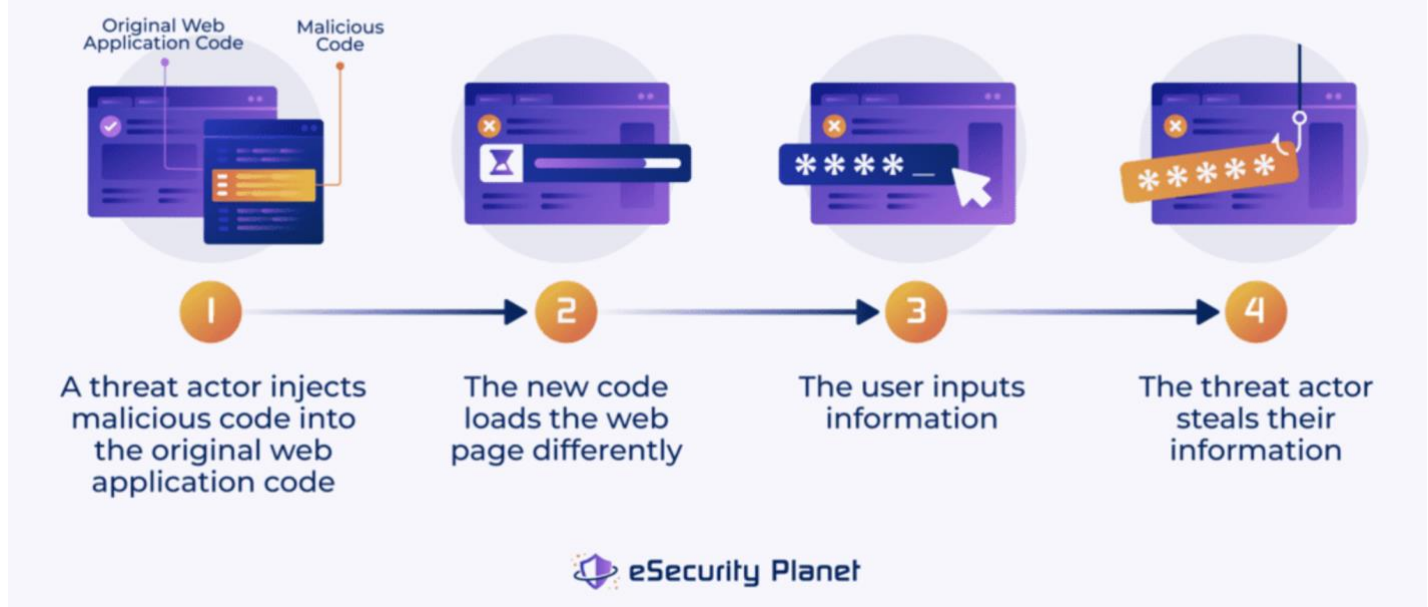 Original Web
Application Code
Malicious
Code
* * * * _
* * * * *
1
2
3
4
A threat actor injects
malicious code into
the original web
application code
The new code
loads the web
page differently
The user inputs
information
The threat actor
steals their
information
eSecurity Planet